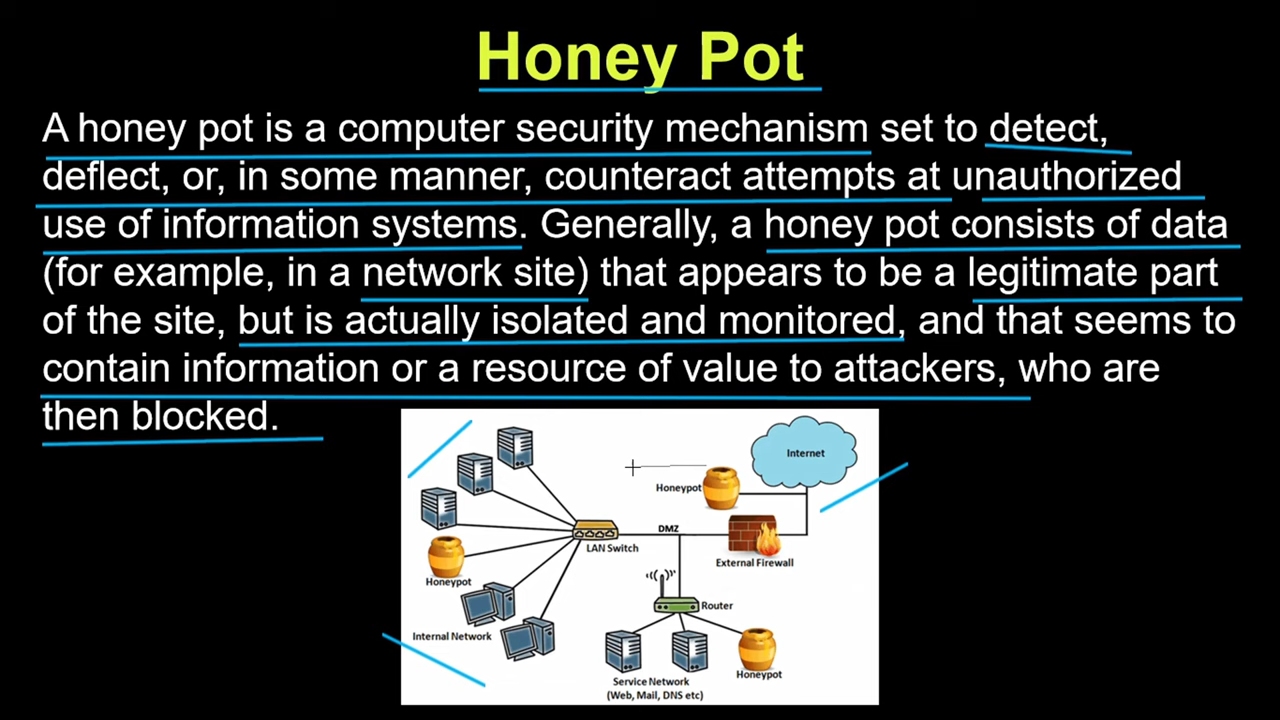 Honey Pot
A honey pot is a computer security mechanism set to detect,
deflect, or, in some manner, counteract attempts at unauthorized
use of information systems. Generally, a honey pot consists of data
(for example, in a network site) that appears to be a legitimate part
of the site, but is actually isolated and monitored, and that seems to
contain information or a resource of value to attackers, who are
then blocked.
Internet
Honeypot
DMZ
LAN Switch
External Firewall
Honeypot
Router
Internal Network
Honeypot
Service Network
(Web, Mail, DNS etc)